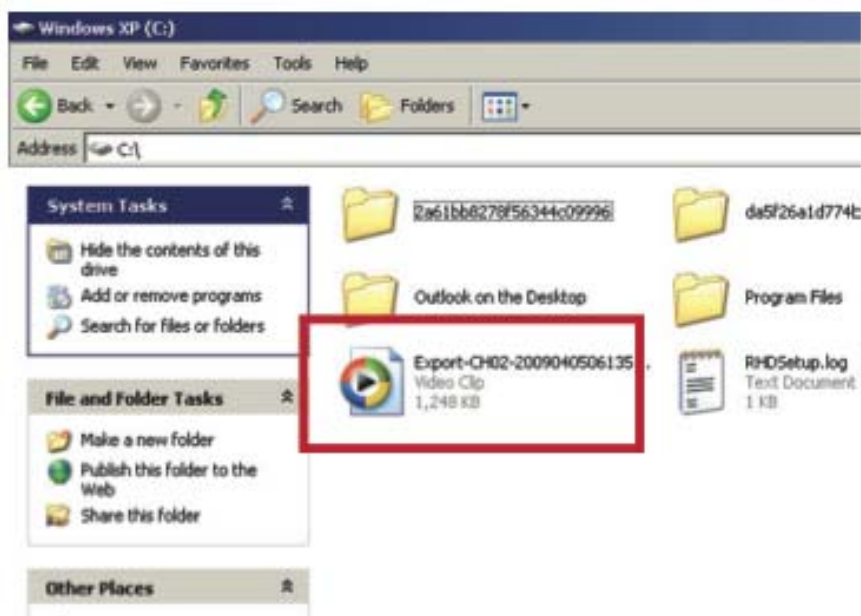 Windows XP (C:)
File Edit View Favorites Tools Help
Back Search Folders
Address C:\
System Tasks
Hide the contents of this
drive
Add or remove programs
Search for files or folders
File and Folder Tasks
Make a new folder
Publish this folder to the
Web
Share this folder
Other Places
2a61bb8278f56344c09996
da5f26a1d774b
Outlook on the Desktop
Program Files
Export-CH02-2009040506135...
Video Clip
1,248 KB
RHDSetup.log
Text Document
1 KB